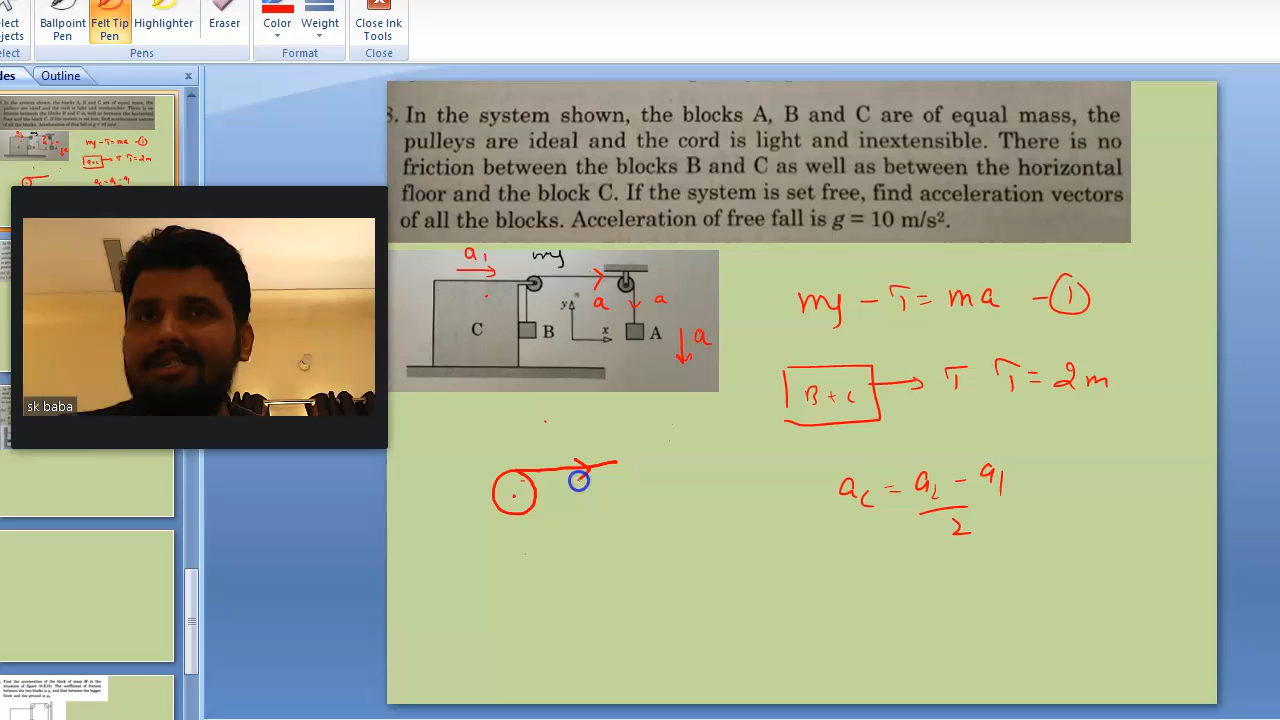 Select
Objects
Ballpoint
Pen
Felt Tip
Pen
Highlighter
Eraser
Color
Weight
Close Ink
Tools
Select
Pens
Format
Close
Slides
Outline
x
3. In the system shown, the blocks A, B and C are of equal mass, the
pulleys are ideal and the cord is light and inextensible. There is no
friction between the blocks B and C as well as between the horizontal
floor and the block C. If the system is set free, find acceleration vectors
of all the blocks. Acceleration of free fall is g = 10 m/s².
a₁
mg
a
a
y
x
C
B
A
a
mg - T = ma -①
B + C
T T = 2m
a꜀ = a₂ - a₁
2
sk baba